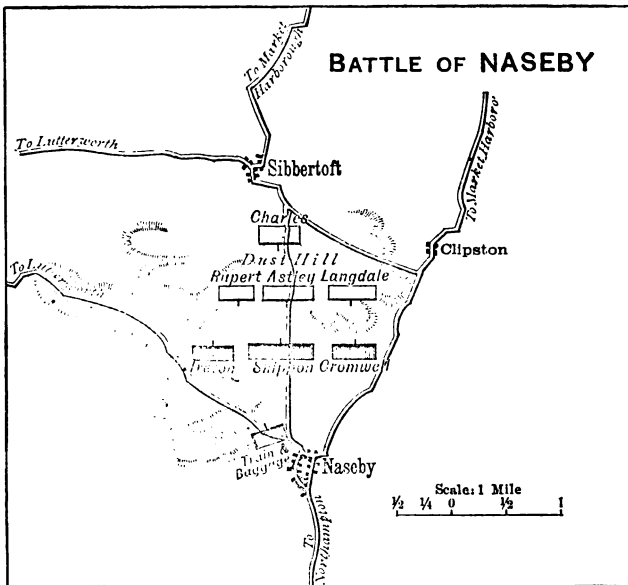 BATTLE OF NASEBY
To Market
Harborough
To Market Harboro'
To Lutterworth
Sibbertoft
Charles
Clipston
Dust Hill
Rupert Astley Langdale
To Lutter
Ireton Skippon Cromwell
Train &
Baggage
Naseby
Scale: 1 Mile
½ ¼ 0 ½ 1
To
Northampton